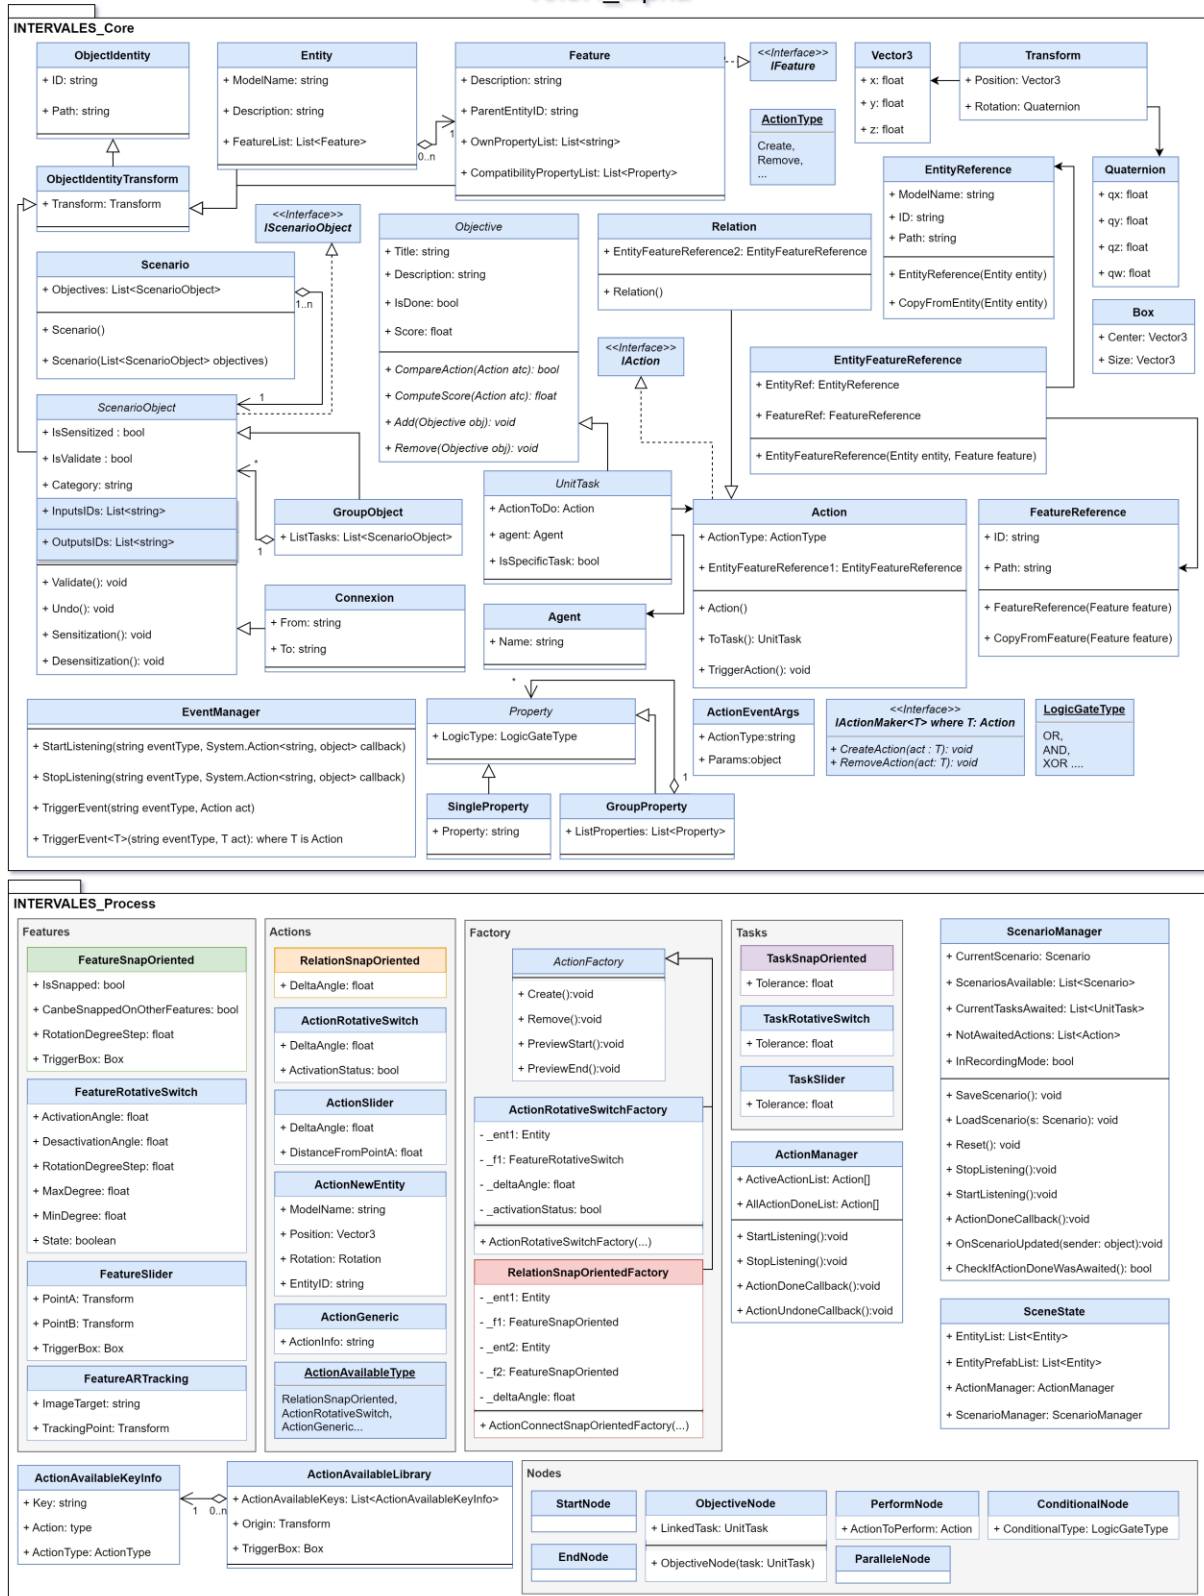 INTERVALES_Core
ObjectIdentity
+ ID: string
+ Path: string
Entity
+ ModelName: string
+ Description: string
+ FeatureList: List<Feature>
0..n
1
Feature
+ Description: string
+ ParentEntityID: string
+ OwnPropertyList: List<string>
+ CompatibilityPropertyList: List<Property>
<<Interface>>
IFeature
ActionType
Create,
Remove,
...
Vector3
+ x: float
+ y: float
+ z: float
Transform
+ Position: Vector3
+ Rotation: Quaternion
ObjectIdentityTransform
+ Transform: Transform
<<Interface>>
IScenarioObject
Objective
+ Title: string
+ Description: string
+ IsDone: bool
+ Score: float
+ CompareAction(Action atc): bool
+ ComputeScore(Action atc): float
+ Add(Objective obj): void
+ Remove(Objective obj): void
Relation
+ EntityFeatureReference2: EntityFeatureReference
+ Relation()
EntityReference
+ ModelName: string
+ ID: string
+ Path: string
+ EntityReference(Entity entity)
+ CopyFromEntity(Entity entity)
Quaternion
+ qx: float
+ qy: float
+ qz: float
+ qw: float
Scenario
+ Objectives: List<ScenarioObject>
+ Scenario()
+ Scenario(List<ScenarioObject> objectives)
1..n
1
Box
+ Center: Vector3
+ Size: Vector3
<<Interface>>
IAction
EntityFeatureReference
+ EntityRef: EntityReference
+ FeatureRef: FeatureReference
+ EntityFeatureReference(Entity entity, Feature feature)
ScenarioObject
+ IsSensitized : bool
+ IsValidate : bool
+ Category: string
+ InputsIDs: List<string>
+ OutputsIDs: List<string>
+ Validate(): void
+ Undo(): void
+ Sensitization(): void
+ Desensitization(): void
*
1
GroupObject
+ ListTasks: List<ScenarioObject>
UnitTask
+ ActionToDo: Action
+ agent: Agent
+ IsSpecificTask: bool
Action
+ ActionType: ActionType
+ EntityFeatureReference1: EntityFeatureReference
+ Action()
+ ToTask(): UnitTask
+ TriggerAction(): void
FeatureReference
+ ID: string
+ Path: string
+ FeatureReference(Feature feature)
+ CopyFromFeature(Feature feature)
Connexion
+ From: string
+ To: string
Agent
+ Name: string
EventManager
+ StartListening(string eventType, System.Action<string, object> callback)
+ StopListening(string eventType, System.Action<string, object> callback)
+ TriggerEvent(string eventType, Action act)
+ TriggerEvent<T>(string eventType, T act): where T is Action
*
Property
+ LogicType: LogicGateType
1
SingleProperty
+ Property: string
GroupProperty
+ ListProperties: List<Property>
ActionEventArgs
+ ActionType:string
+ Params:object
<<Interface>>
IActionMaker<T> where T: Action
+ CreateAction(act : T): void
+ RemoveAction(act: T): void
LogicGateType
OR,
AND,
XOR ....
INTERVALES_Process
Features
FeatureSnapOriented
+ IsSnapped: bool
+ CanbeSnappedOnOtherFeatures: bool
+ RotationDegreeStep: float
+ TriggerBox: Box
FeatureRotativeSwitch
+ ActivationAngle: float
+ DesactivationAngle: float
+ RotationDegreeStep: float
+ MaxDegree: float
+ MinDegree: float
+ State: boolean
FeatureSlider
+ PointA: Transform
+ PointB: Transform
+ TriggerBox: Box
FeatureARTracking
+ ImageTarget: string
+ TrackingPoint: Transform
Actions
RelationSnapOriented
+ DeltaAngle: float
ActionRotativeSwitch
+ DeltaAngle: float
+ ActivationStatus: bool
ActionSlider
+ DeltaAngle: float
+ DistanceFromPointA: float
ActionNewEntity
+ ModelName: string
+ Position: Vector3
+ Rotation: Rotation
+ EntityID: string
ActionGeneric
+ ActionInfo: string
ActionAvailableType
RelationSnapOriented,
ActionRotativeSwitch,
ActionGeneric...
Factory
ActionFactory
+ Create():void
+ Remove():void
+ PreviewStart():void
+ PreviewEnd():void
ActionRotativeSwitchFactory
- _ent1: Entity
- _f1: FeatureRotativeSwitch
- _deltaAngle: float
- _activationStatus: bool
+ ActionRotativeSwitchFactory(...)
RelationSnapOrientedFactory
- _ent1: Entity
- _f1: FeatureSnapOriented
- _ent2: Entity
- _f2: FeatureSnapOriented
- _deltaAngle: float
+ ActionConnectSnapOrientedFactory(...)
Tasks
TaskSnapOriented
+ Tolerance: float
TaskRotativeSwitch
+ Tolerance: float
TaskSlider
+ Tolerance: float
ActionManager
+ ActiveActionList: Action[]
+ AllActionDoneList: Action[]
+ StartListening():void
+ StopListening():void
+ ActionDoneCallback():void
+ ActionUndoneCallback():void
ScenarioManager
+ CurrentScenario: Scenario
+ ScenariosAvailable: List<Scenario>
+ CurrentTasksAwaited: List<UnitTask>
+ NotAwaitedActions: List<Action>
+ InRecordingMode: bool
+ SaveScenario(): void
+ LoadScenario(s: Scenario): void
+ Reset(): void
+ StopListening():void
+ StartListening():void
+ ActionDoneCallback():void
+ OnScenarioUpdated(sender: object):void
+ CheckIfActionDoneWasAwaited(): bool
SceneState
+ EntityList: List<Entity>
+ EntityPrefabList: List<Entity>
+ ActionManager: ActionManager
+ ScenarioManager: ScenarioManager
ActionAvailableKeyInfo
+ Key: string
+ Action: type
+ ActionType: ActionType
1
0..n
ActionAvailableLibrary
+ ActionAvailableKeys: List<ActionAvailableKeyInfo>
+ Origin: Transform
+ TriggerBox: Box
Nodes
StartNode
EndNode
ObjectiveNode
+ LinkedTask: UnitTask
+ ObjectiveNode(task: UnitTask)
PerformNode
+ ActionToPerform: Action
ParalleleNode
ConditionalNode
+ ConditionalType: LogicGateType